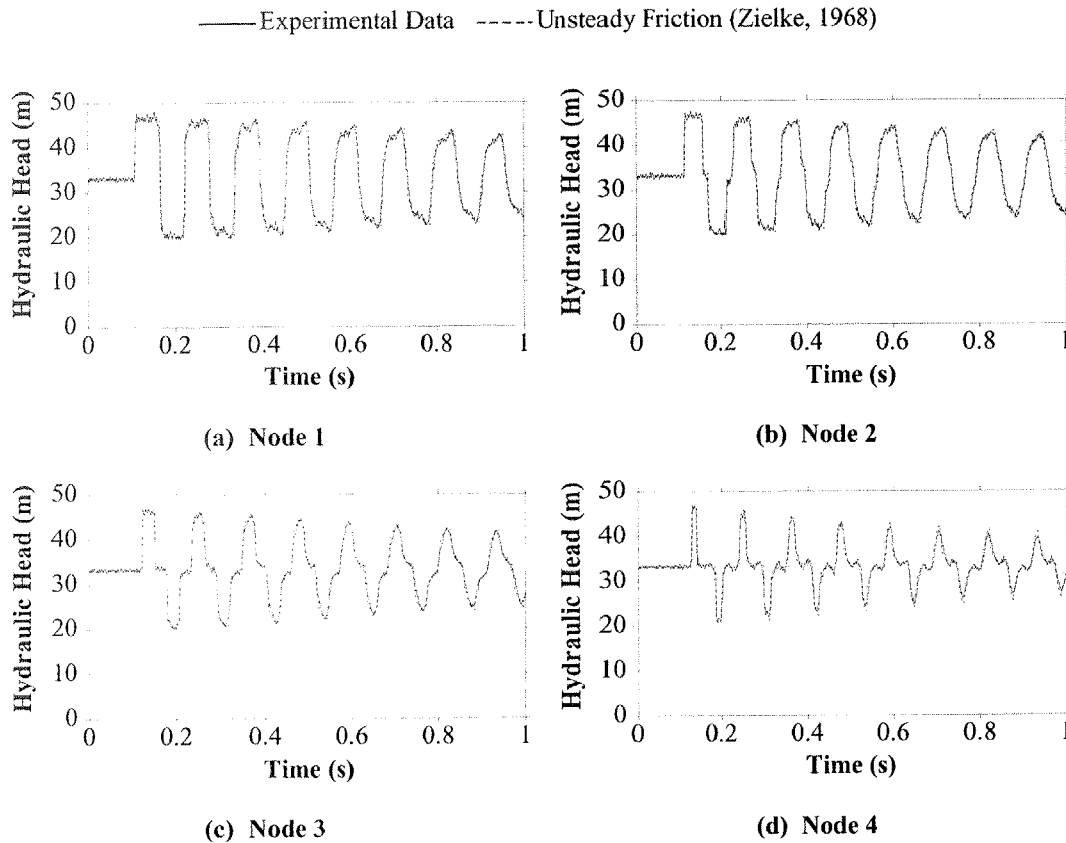 Experimental Data Unsteady Friction (Zielke, 1968)
Hydraulic Head (m)
50
40
30
20
10
0
0 0.2 0.4 0.6 0.8 1
Time (s)
(a) Node 1
Hydraulic Head (m)
50
40
30
20
10
0
0 0.2 0.4 0.6 0.8 1
Time (s)
(b) Node 2
Hydraulic Head (m)
50
40
30
20
10
0
0 0.2 0.4 0.6 0.8 1
Time (s)
(c) Node 3
Hydraulic Head (m)
50
40
30
20
10
0
0 0.2 0.4 0.6 0.8 1
Time (s)
(d) Node 4